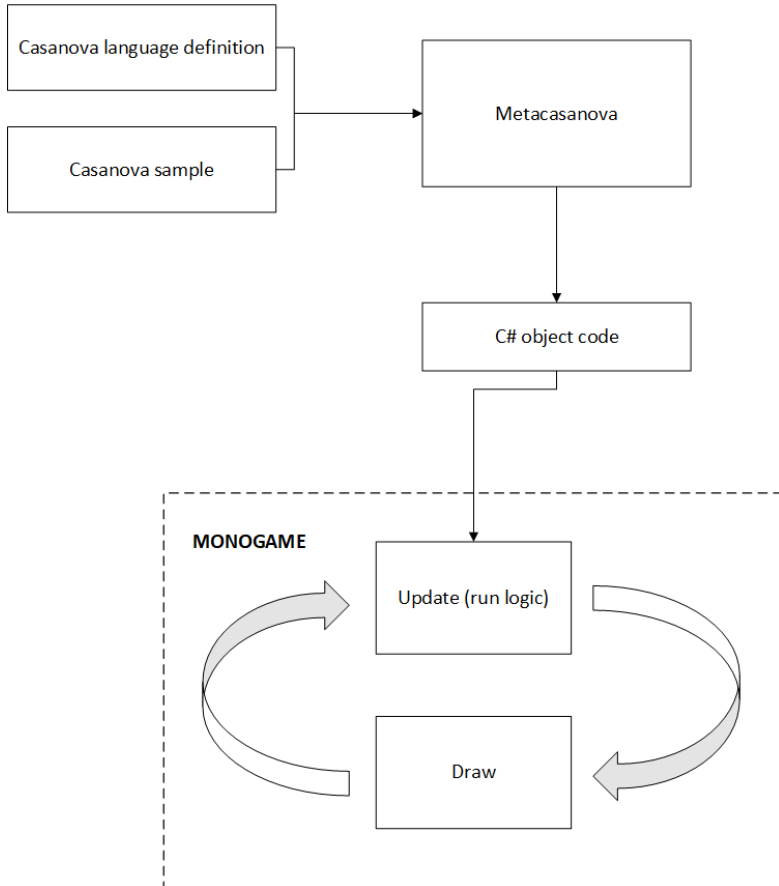 Casanova language definition
Metacasanova
Casanova sample
C# object code
MONOGAME
Update (run logic)
Draw